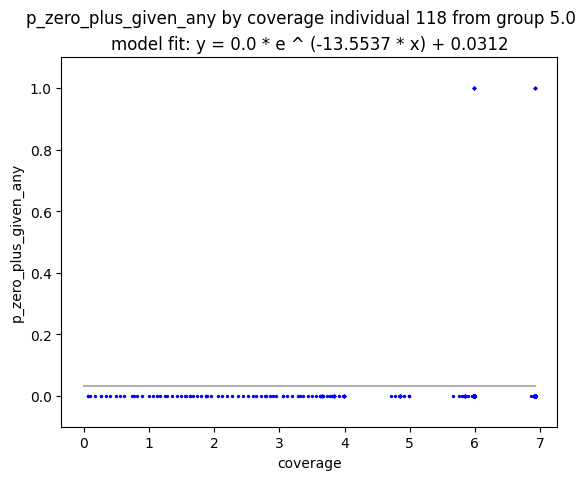 p_zero_plus_given_any by coverage individual 118 from group 5.0
model fit: y = 0.0 * e ^ (-13.5537 * x) + 0.0312
p_zero_plus_given_any
1.0
0.8
0.6
0.4
0.2
0.0
0 1 2 3 4 5 6 7
coverage